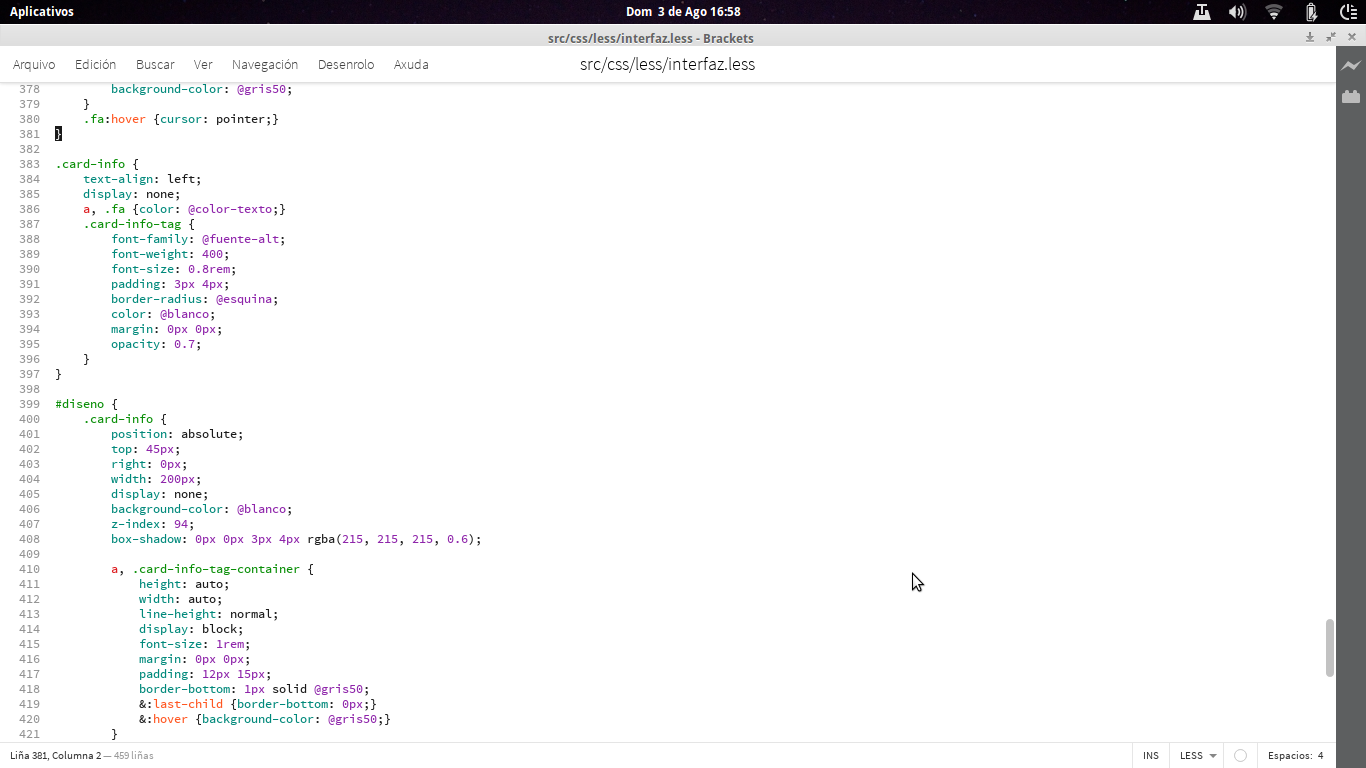 Aplicativos Dom 3 de Ago 16:58
src/css/less/interfaz.less - Brackets
Arquivo Edición Buscar Ver Navegación Desenrolo Axuda src/css/less/interfaz.less
378 background-color: @gris50;
379 }
380 .fa:hover {cursor: pointer;}
381 }
382
383 .card-info {
384 text-align: left;
385 display: none;
386 a, .fa {color: @color-texto;}
387 .card-info-tag {
388 font-family: @fuente-alt;
389 font-weight: 400;
390 font-size: 0.8rem;
391 padding: 3px 4px;
392 border-radius: @esquina;
393 color: @blanco;
394 margin: 0px 0px;
395 opacity: 0.7;
396 }
397 }
398
399 #diseno {
400 .card-info {
401 position: absolute;
402 top: 45px;
403 right: 0px;
404 width: 200px;
405 display: none;
406 background-color: @blanco;
407 z-index: 94;
408 box-shadow: 0px 0px 3px 4px rgba(215, 215, 215, 0.6);
409
410 a, .card-info-tag-container {
411 height: auto;
412 width: auto;
413 line-height: normal;
414 display: block;
415 font-size: 1rem;
416 margin: 0px 0px;
417 padding: 12px 15px;
418 border-bottom: 1px solid @gris50;
419 &:last-child {border-bottom: 0px;}
420 &:hover {background-color: @gris50;}
421 }
Liña 381, Columna 2 — 459 liñas INS LESS Espacios: 4